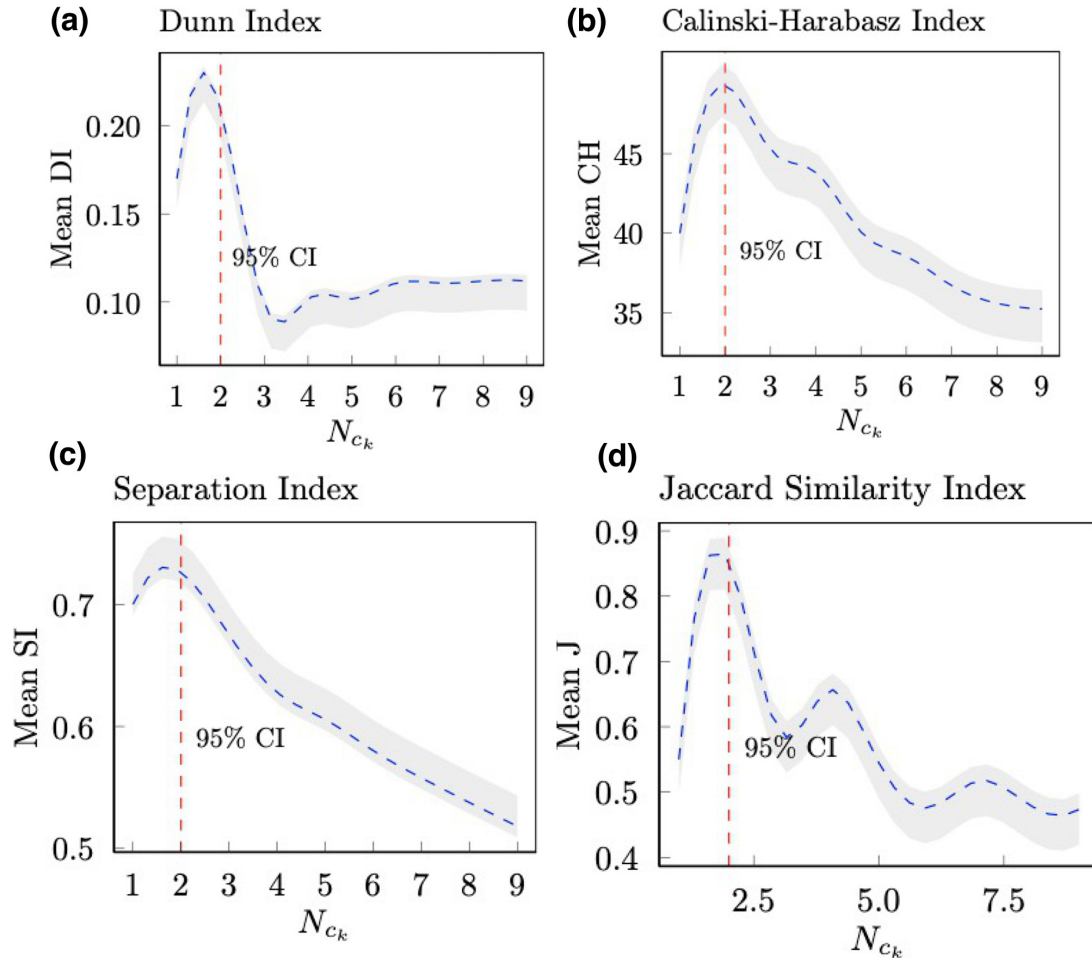 (a)
Dunn Index
Mean DI
0.20
0.15
0.10
95% CI
1 2 3 4 5 6 7 8 9
N_{c_k}
(b)
Calinski-Harabasz Index
Mean CH
45
40
35
95% CI
1 2 3 4 5 6 7 8 9
N_{c_k}
(c)
Separation Index
Mean SI
0.7
0.6
0.5
95% CI
1 2 3 4 5 6 7 8 9
N_{c_k}
(d)
Jaccard Similarity Index
Mean J
0.9
0.8
0.7
0.6
0.5
0.4
95% CI
2.5 5.0 7.5
N_{c_k}